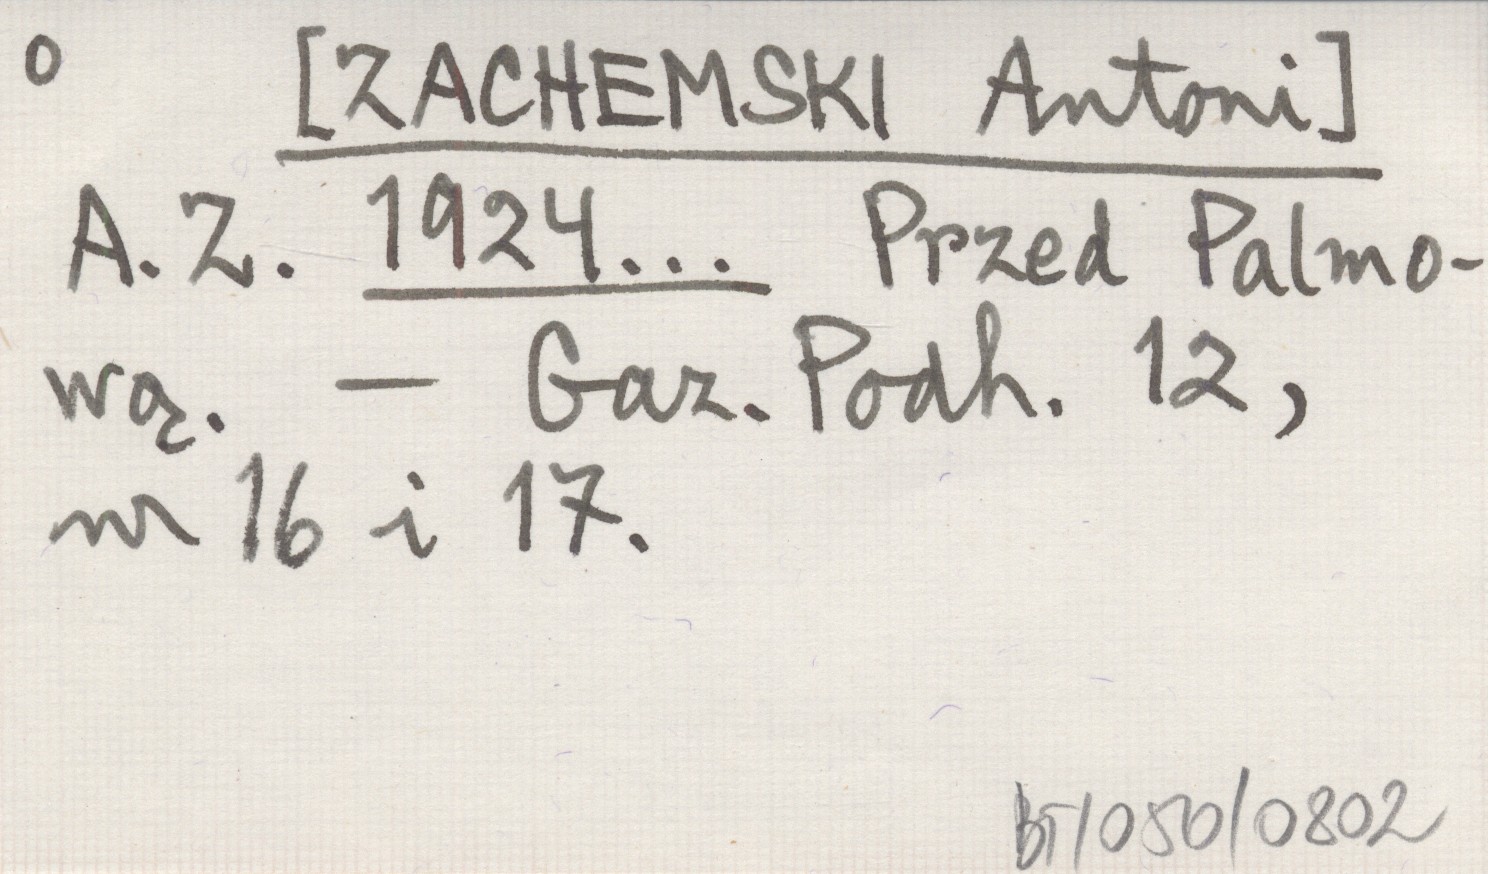 o [ZACHEMSKI Antoni]
A.Z. 1924... Przed Palmo-
wą. — Gaz. Podh. 12,
nr 16 i 17.
BT/050/0802